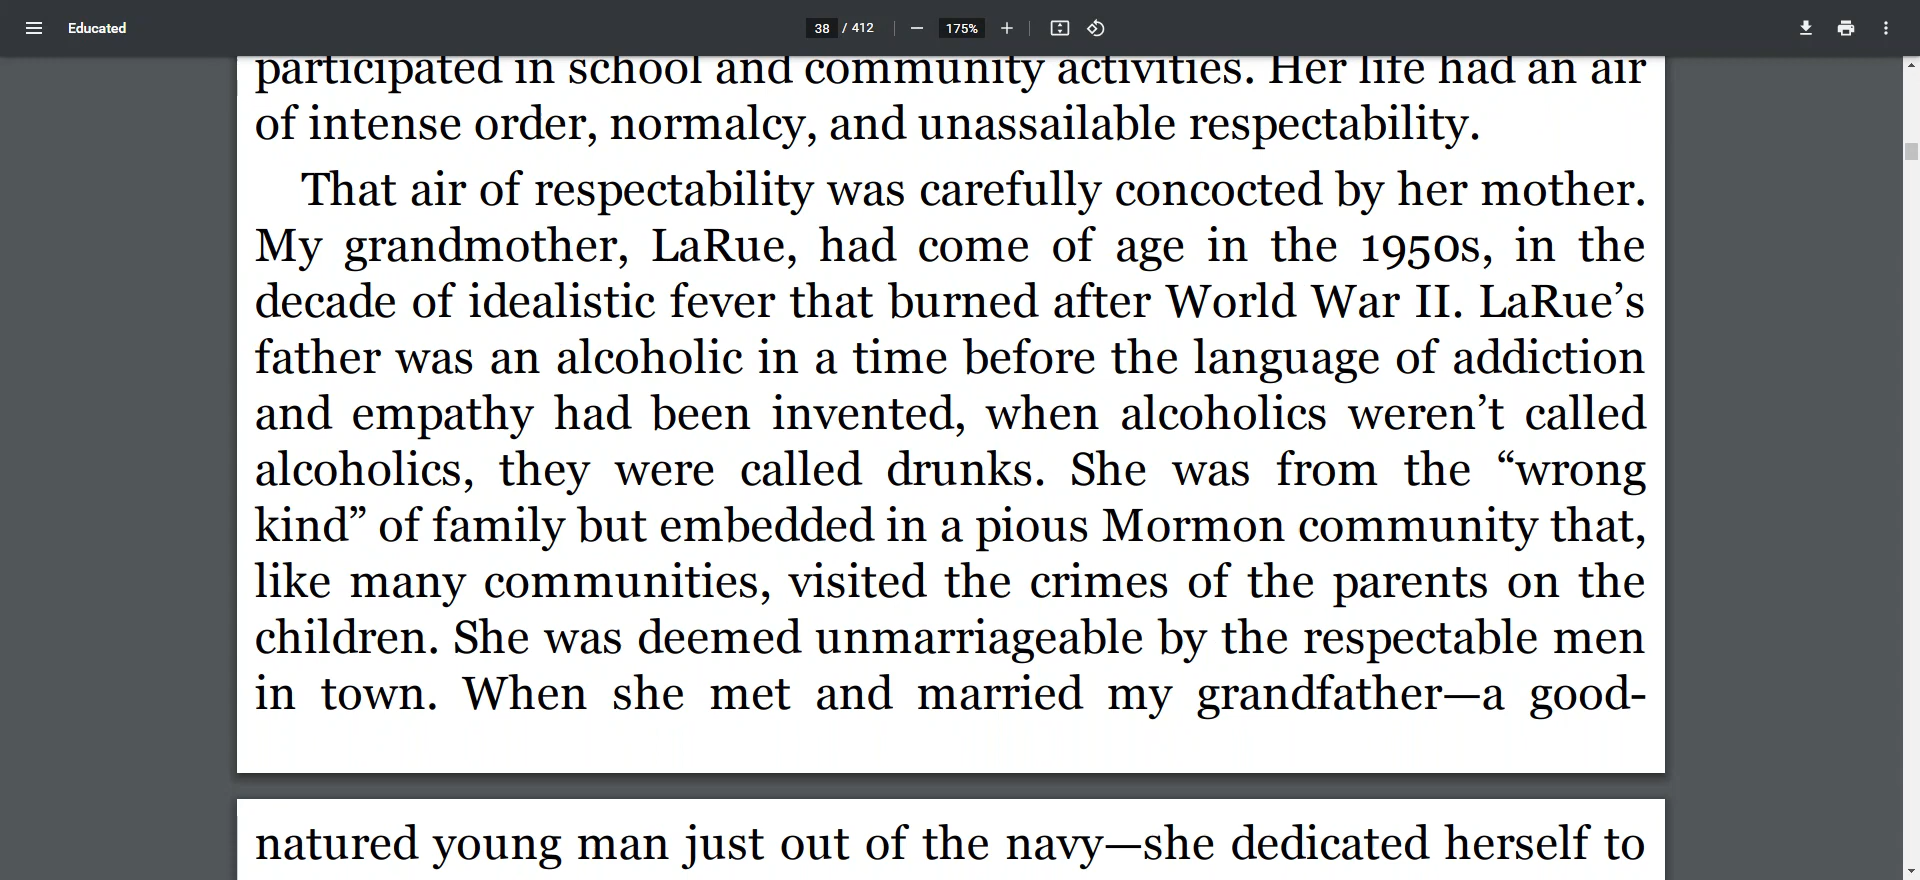 Educated
38 / 412
175%
participated in school and community activities. Her life had an air
of intense order, normalcy, and unassailable respectability.
That air of respectability was carefully concocted by her mother.
My grandmother, LaRue, had come of age in the 1950s, in the
decade of idealistic fever that burned after World War II. LaRue’s
father was an alcoholic in a time before the language of addiction
and empathy had been invented, when alcoholics weren’t called
alcoholics, they were called drunks. She was from the “wrong
kind” of family but embedded in a pious Mormon community that,
like many communities, visited the crimes of the parents on the
children. She was deemed unmarriageable by the respectable men
in town. When she met and married my grandfather—a good-
natured young man just out of the navy—she dedicated herself to